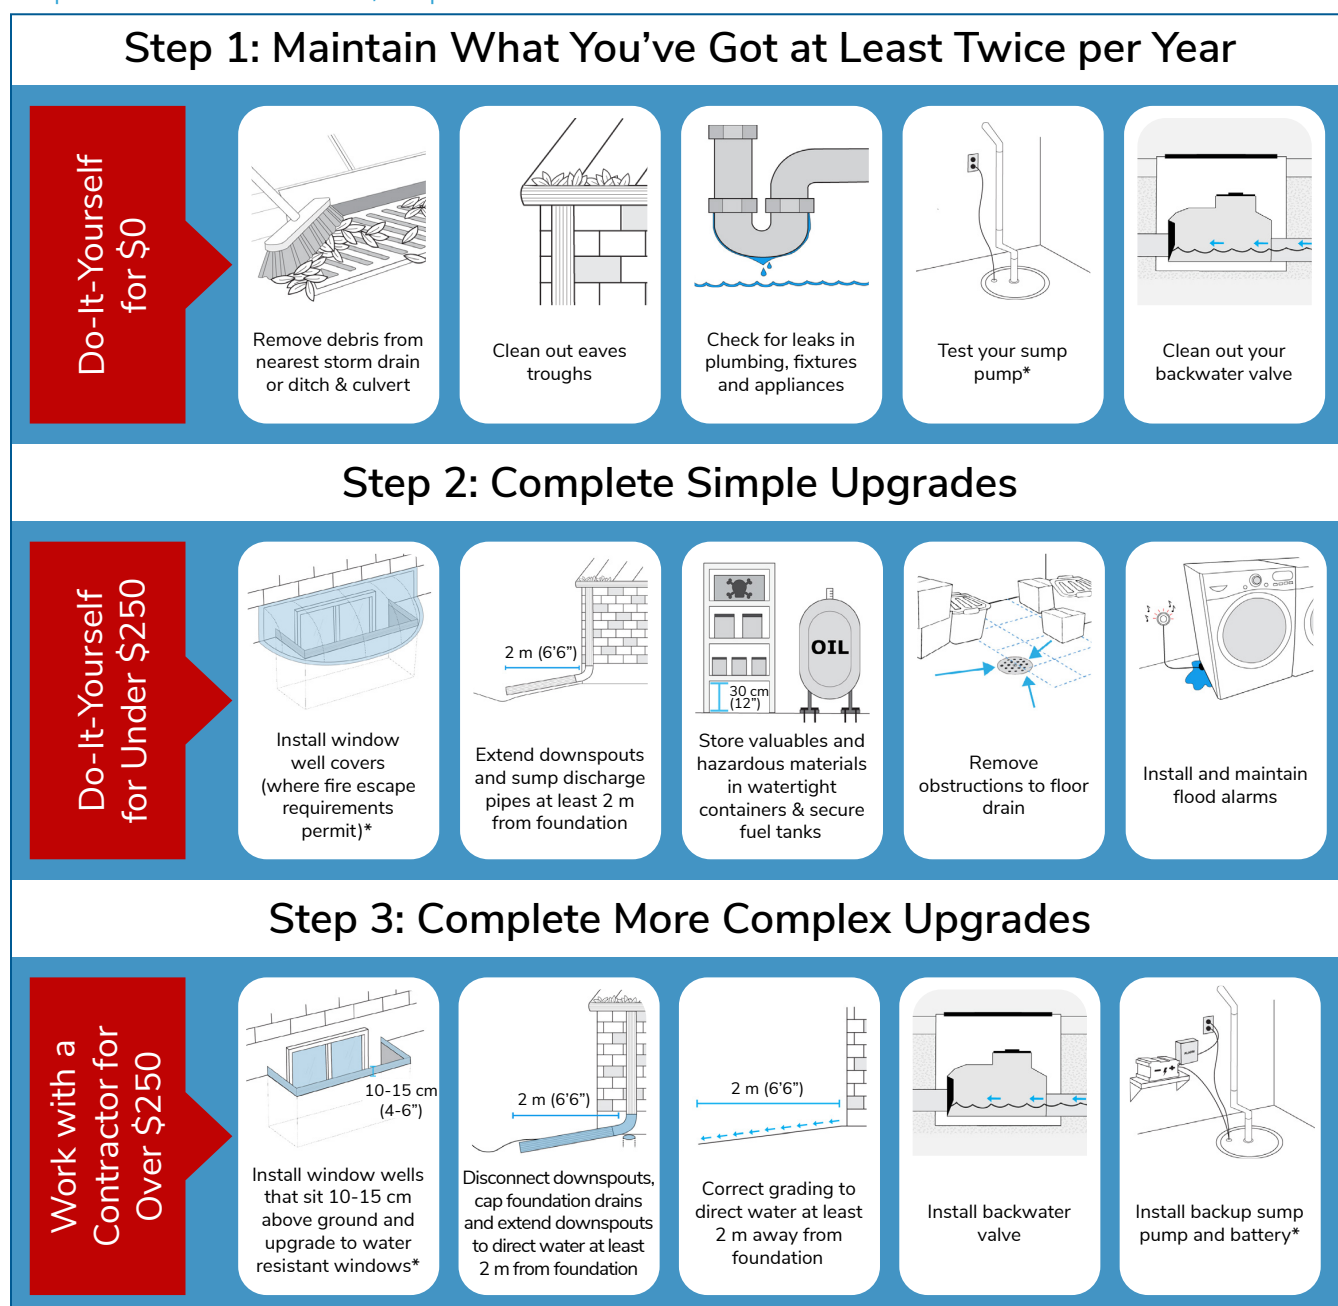 Step 1: Maintain What You’ve Got at Least Twice per Year
Do-It-Yourself
for $0
Remove debris from
nearest storm drain
or ditch & culvert
Clean out eaves
troughs
Check for leaks in
plumbing, fixtures
and appliances
Test your sump
pump*
Clean out your
backwater valve
Step 2: Complete Simple Upgrades
Do-It-Yourself
for Under $250
Install window
well covers
(where fire escape
requirements
permit)*
2 m (6’6”)
Extend downspouts
and sump discharge
pipes at least 2 m
from foundation
OIL
30 cm
(12”)
Store valuables and
hazardous materials
in watertight
containers & secure
fuel tanks
Remove
obstructions to floor
drain
Install and maintain
flood alarms
Step 3: Complete More Complex Upgrades
Work with a
Contractor for
Over $250
10-15 cm
(4-6”)
Install window wells
that sit 10-15 cm
above ground and
upgrade to water
resistant windows*
2 m (6’6”)
Disconnect downspouts,
cap foundation drains
and extend downspouts
to direct water at least
2 m from foundation
2 m (6’6”)
Correct grading to
direct water at least
2 m away from
foundation
Install backwater
valve
Install backup sump
pump and battery*